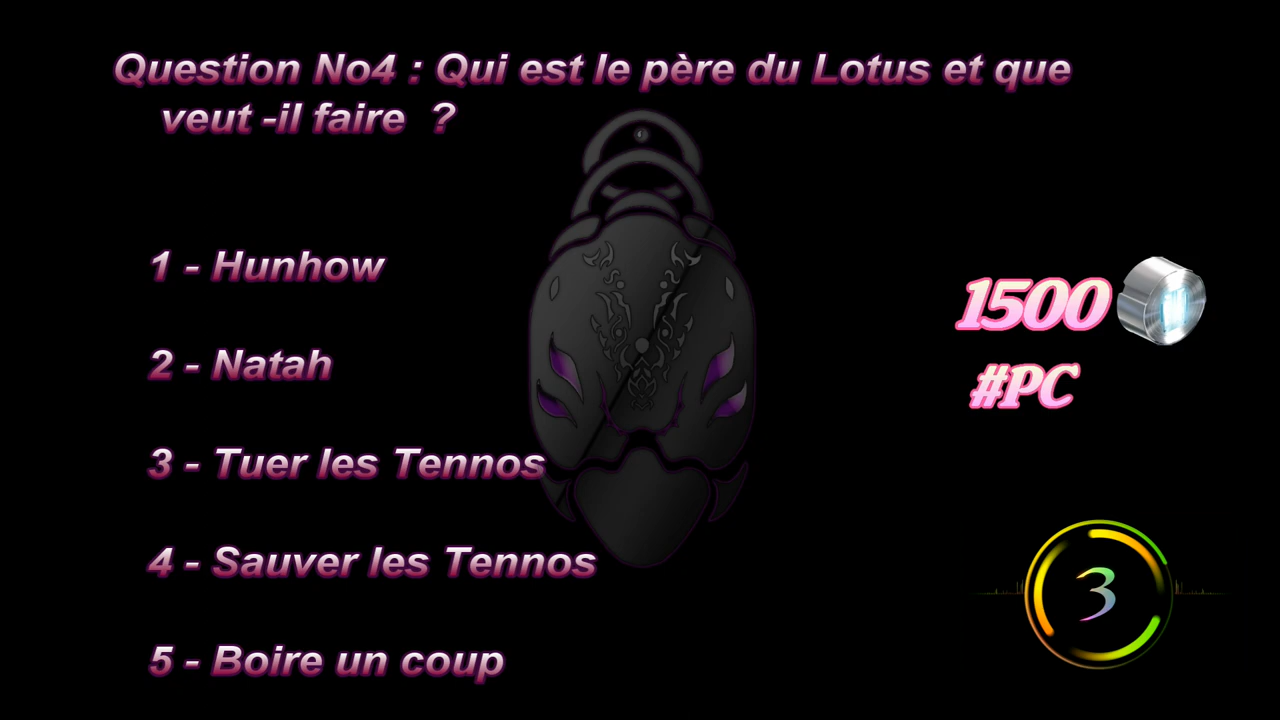 Question No4 : Qui est le père du Lotus et que
veut -il faire ?
1 - Hunhow
2 - Natah
3 - Tuer les Tennos
4 - Sauver les Tennos
5 - Boire un coup
1500
#PC
3